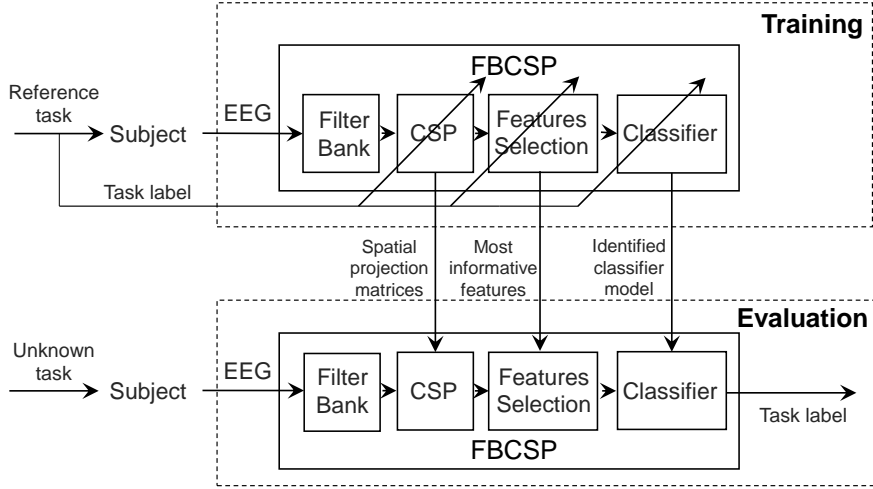 Training
FBCSP
Reference
task
Subject
EEG
Filter
Bank
CSP
Features
Selection
Classifier
Task label
Spatial
projection
matrices
Most
informative
features
Identified
classifier
model
Evaluation
Unknown
task
Subject
EEG
Filter
Bank
CSP
Features
Selection
Classifier
Task label
FBCSP